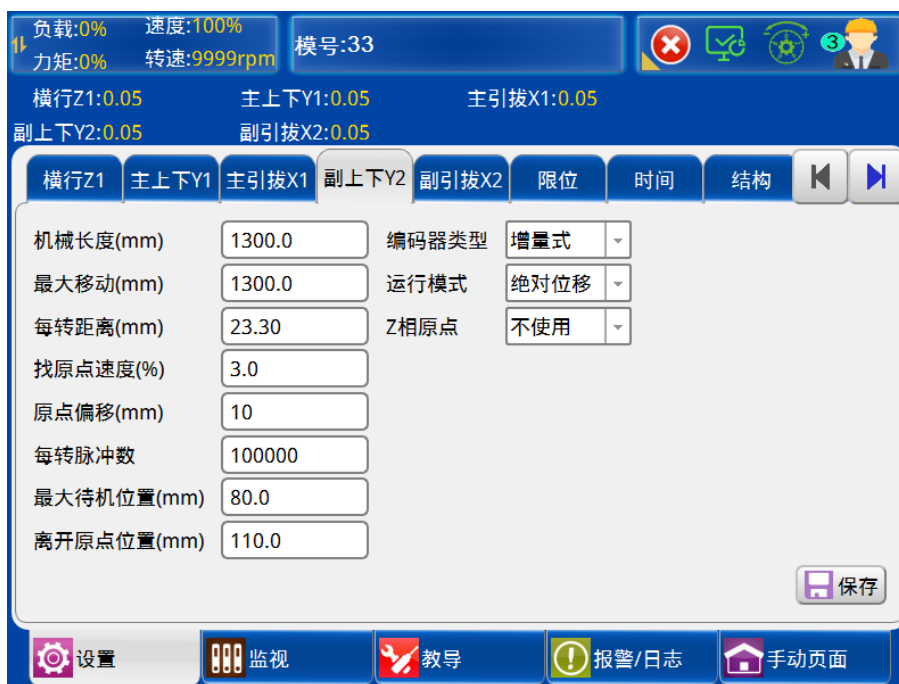 负载:0% 速度:100%
力矩:0% 转速:9999rpm
模号:33
3
横行Z1:0.05 主上下Y1:0.05 主引拔X1:0.05
副上下Y2:0.05 副引拔X2:0.05
横行Z1 主上下Y1 主引拔X1 副上下Y2 副引拔X2 限位 时间 结构
机械长度(mm) 1300.0 编码器类型 增量式
最大移动(mm) 1300.0 运行模式 绝对位移
每转距离(mm) 23.30 Z相原点 不使用
找原点速度(%) 3.0
原点偏移(mm) 10
每转脉冲数 100000
最大待机位置(mm) 80.0
离开原点位置(mm) 110.0
保存
设置 监视 教导 报警/日志 手动页面